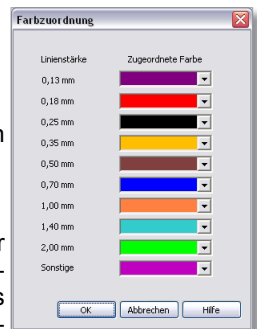 Farbzuordnung
Linienstärke Zugeordnete Farbe
0,13 mm
0,18 mm
0,25 mm
0,35 mm
0,50 mm
0,70 mm
1,00 mm
1,40 mm
2,00 mm
Sonstige
OK Abbrechen Hilfe